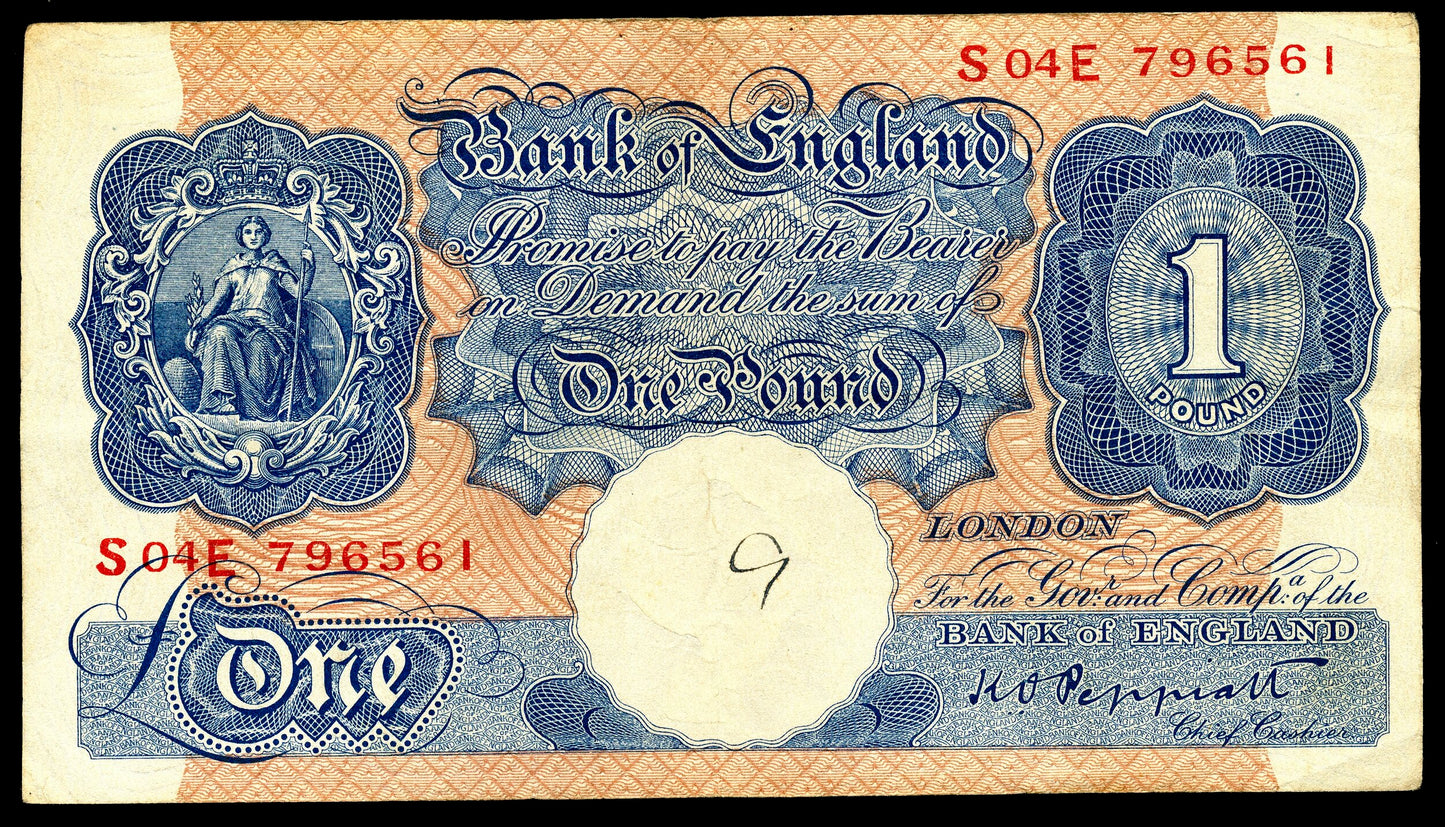 S04E 796561
Bank of England
Promise to pay the Bearer
on Demand the sum of
One Pound
1
POUND
S04E 796561
LONDON
For the Govr. and Compa. of the
BANK of ENGLAND
£One
9
K O Peppiatt
Chief Cashier